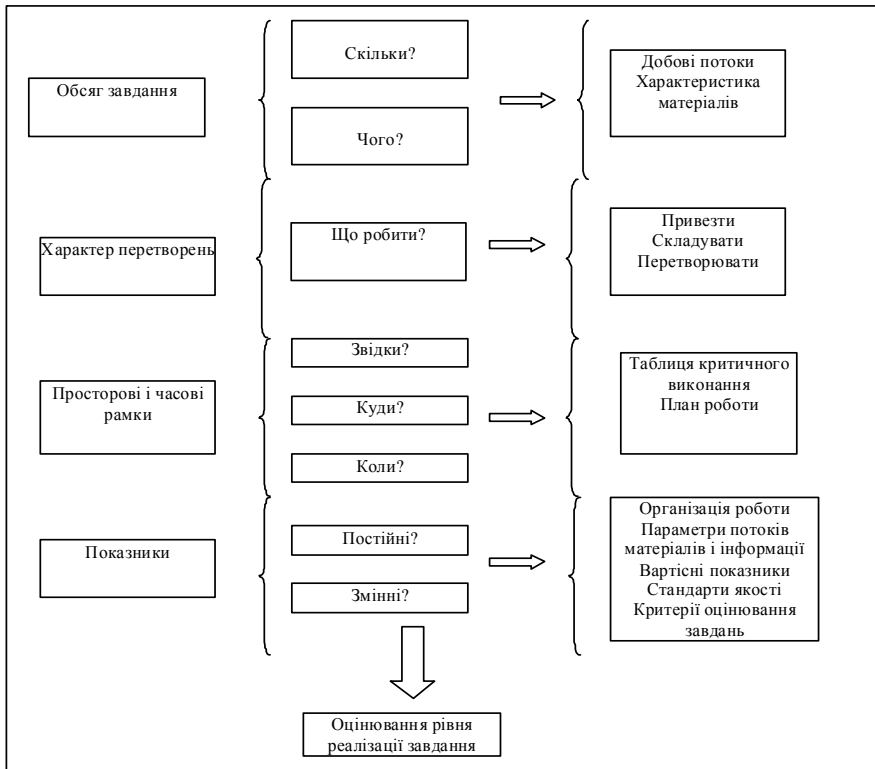 Обсяг завдання
Скільки?
Чого?
Добові потоки
Характеристика
матеріалів
Характер перетворень
Що робити?
Привезти
Складувати
Перетворювати
Просторові і часові
рамки
Звідки?
Куди?
Коли?
Таблиця критичного
виконання
План роботи
Показники
Постійні?
Змінні?
Організація роботи
Параметри потоків
матеріалів і інформації
Вартісні показники
Стандарти якості
Критерії оцінювання
завдань
Оцінювання рівня
реалізації завдання